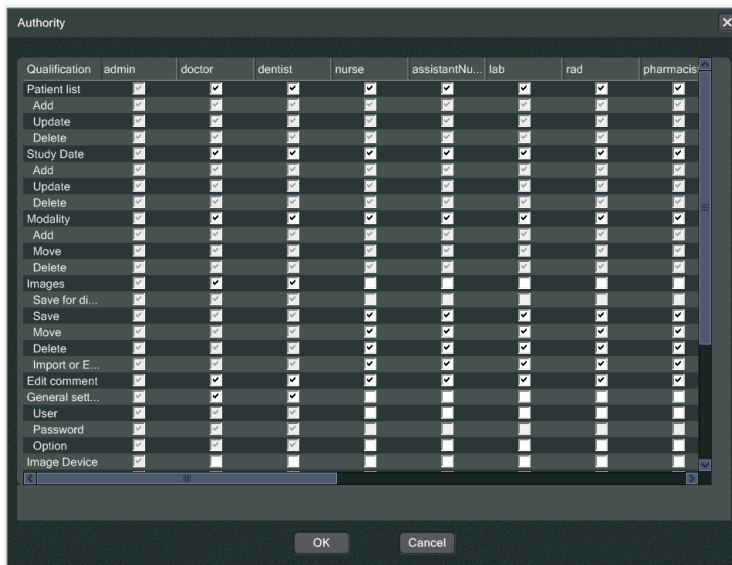 Authority
Qualification admin doctor dentist nurse assistantNu... lab rad pharmacis
Patient list
Add
Update
Delete
Study Date
Add
Update
Delete
Modality
Add
Move
Delete
Images
Save for di...
Save
Move
Delete
Import or E...
Edit comment
General sett...
User
Password
Option
Image Device
OK Cancel